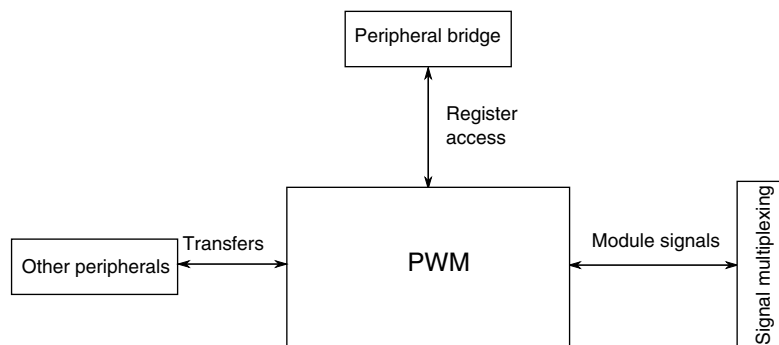 Peripheral bridge
Register
access
Transfers
Other peripherals
PWM
Module signals
Signal multiplexing